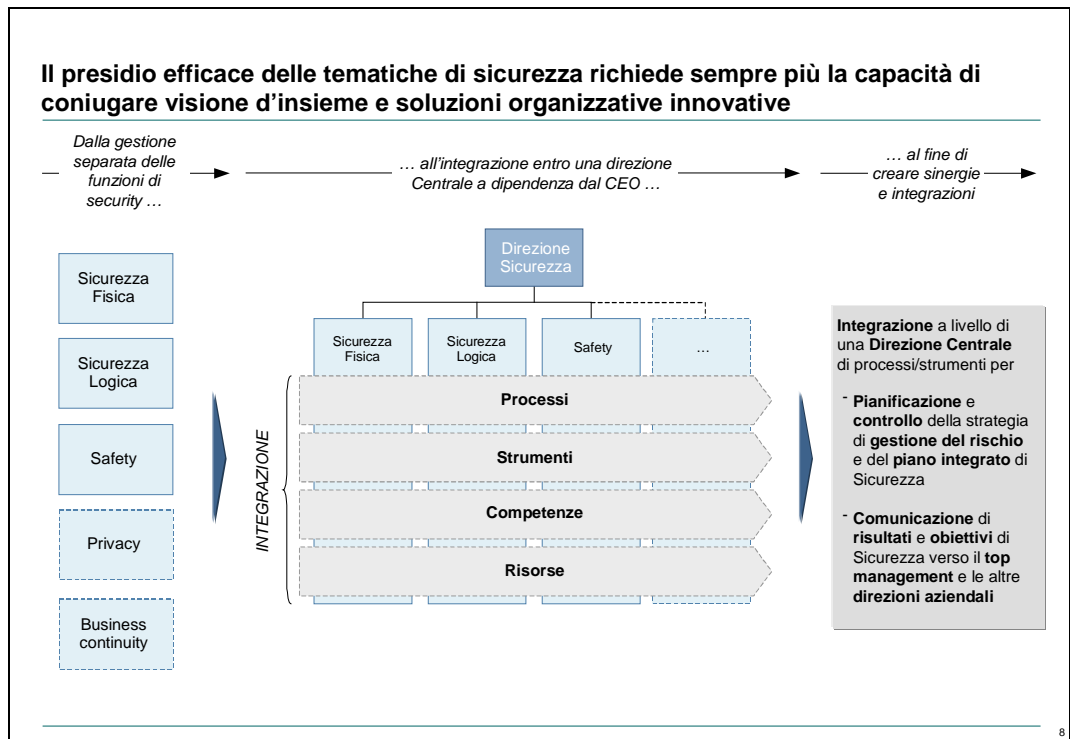 Il presidio efficace delle tematiche di sicurezza richiede sempre più la capacità di
coniugare visione d'insieme e soluzioni organizzative innovative
Dalla gestione
separata delle
funzioni di
security …
… all'integrazione entro una direzione
Centrale a dipendenza dal CEO …
… al fine di
creare sinergie
e integrazioni
Sicurezza
Fisica
Sicurezza
Logica
Safety
Privacy
Business
continuity
Direzione
Sicurezza
Sicurezza
Fisica
Sicurezza
Logica
Safety
…
INTEGRAZIONE
Processi
Strumenti
Competenze
Risorse
Integrazione a livello di
una Direzione Centrale
di processi/strumenti per
- Pianificazione e
controllo della strategia
di gestione del rischio
e del piano integrato di
Sicurezza
- Comunicazione di
risultati e obiettivi di
Sicurezza verso il top
management e le altre
direzioni aziendali
8